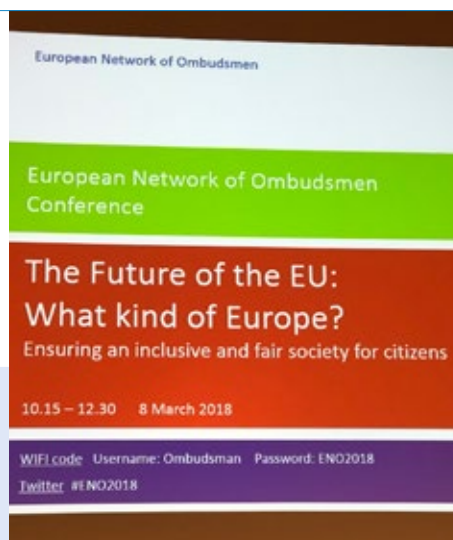 European Network of Ombudsmen
European Network of Ombudsmen
Conference
The Future of the EU:
What kind of Europe?
Ensuring an inclusive and fair society for citizens
10.15 – 12.30 8 March 2018
WIFI code Username: Ombudsman Password: ENO2018
Twitter #ENO2018